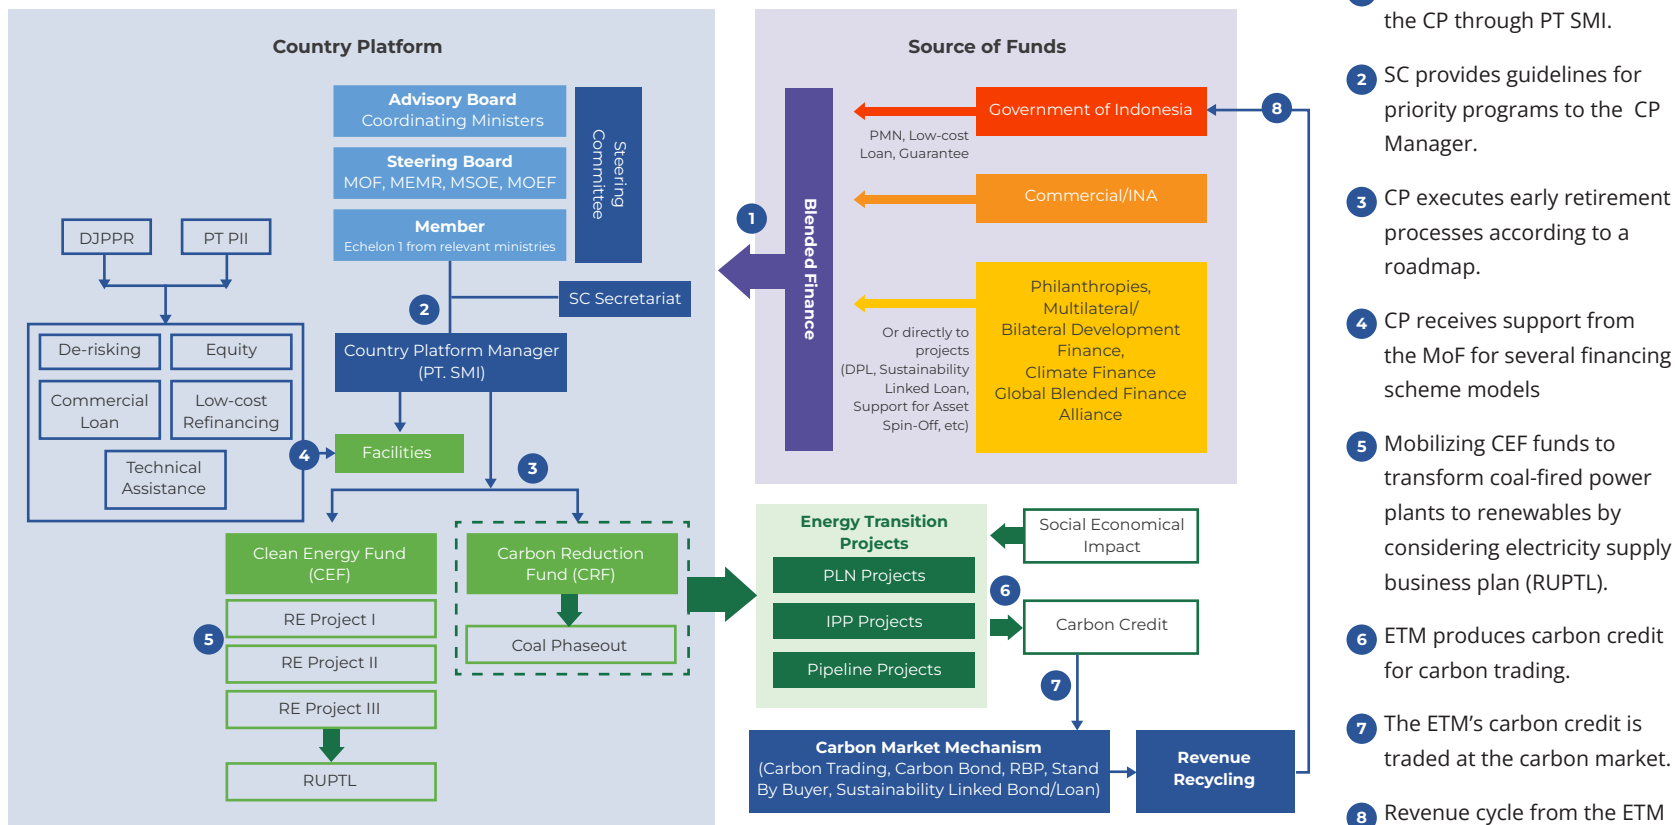 Country Platform
Advisory Board
Coordinating Ministers
Steering Board
MOF, MEMR, MSOE, MOEF
Member
Echelon 1 from relevant ministries
Steering
Committee
SC Secretariat
2
Country Platform Manager
(PT. SMI)
DJPPR
PT PII
De-risking
Equity
Commercial
Loan
Low-cost
Refinancing
Technical
Assistance
4
Facilities
3
Clean Energy Fund
(CEF)
RE Project I
5
RE Project II
RE Project III
RUPTL
Carbon Reduction
Fund (CRF)
Coal Phaseout
Source of Funds
1
Blended Finance
Government of Indonesia
PMN, Low-cost
Loan, Guarantee
Commercial/INA
Philanthropies,
Multilateral/
Bilateral Development
Finance,
Climate Finance
Global Blended Finance
Alliance
Or directly to
projects
(DPL, Sustainability
Linked Loan,
Support for Asset
Spin-Off, etc)
8
Energy Transition
Projects
PLN Projects
IPP Projects
Pipeline Projects
Social Economical
Impact
6
Carbon Credit
7
Carbon Market Mechanism
(Carbon Trading, Carbon Bond, RBP, Stand
By Buyer, Sustainability Linked Bond/Loan)
Revenue
Recycling
the CP through PT SMI.
2 SC provides guidelines for
priority programs to the CP
Manager.
3 CP executes early retirement
processes according to a
roadmap.
4 CP receives support from
the MoF for several financing
scheme models
5 Mobilizing CEF funds to
transform coal-fired power
plants to renewables by
considering electricity supply
business plan (RUPTL).
6 ETM produces carbon credit
for carbon trading.
7 The ETM's carbon credit is
traded at the carbon market.
8 Revenue cycle from the ETM